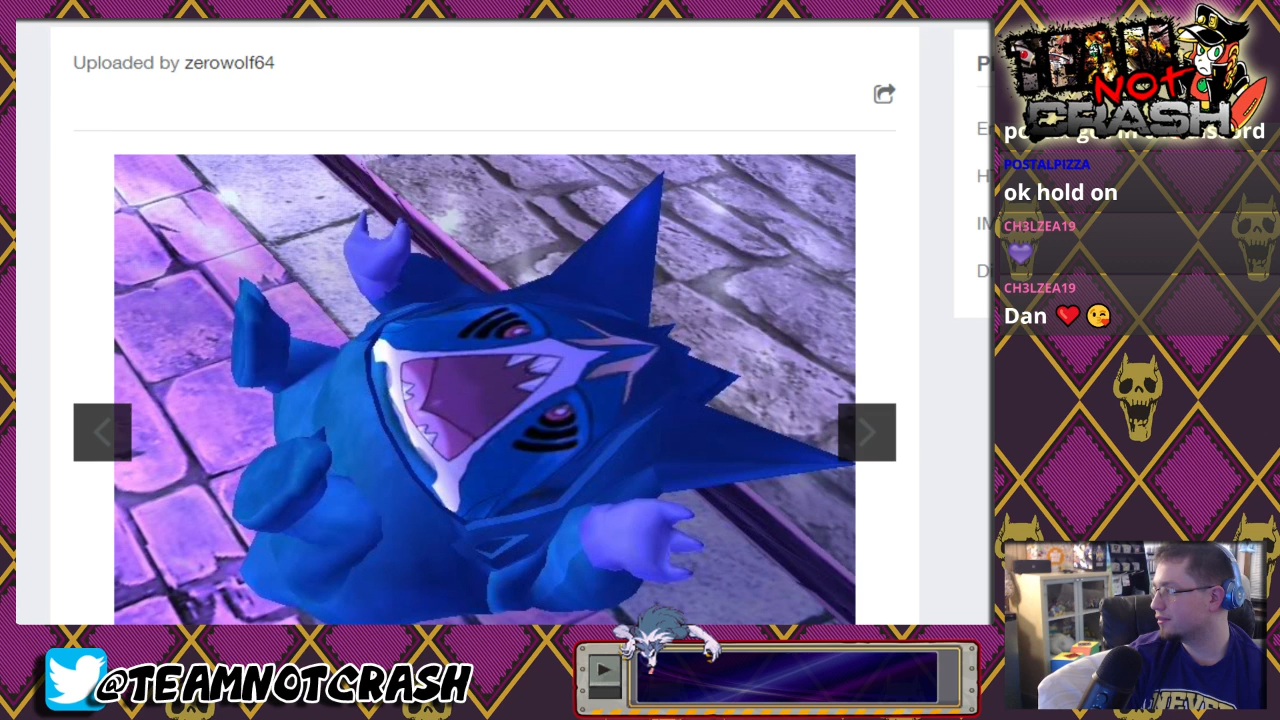 Uploaded by zerowolf64
TEAM
NOT
CRASH
POSTALPIZZA
ok hold on
CH3LZEA19
💜
CH3LZEA19
Dan ❤️ 😘
@TEAMNOTCRASH